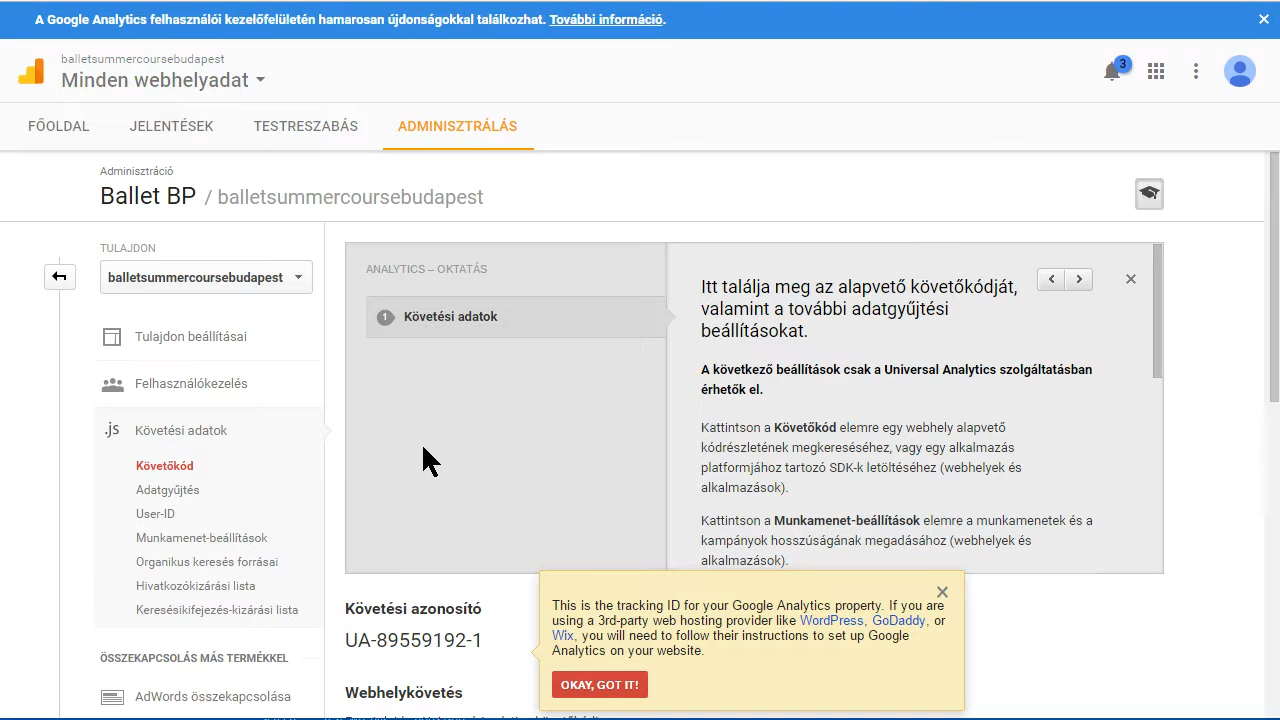 A Google Analytics felhasználói kezelőfelületén hamarosan újdonságokkal találkozhat. További információ.
balletsummercoursebudapest
Minden webhelyadat
3
FŐOLDAL
JELENTÉSEK
TESTRESZABÁS
ADMINISZTRÁLÁS
Adminisztráció
Ballet BP / balletsummercoursebudapest
TULAJDON
balletsummercoursebudapest
Tulajdon beállításai
Felhasználókezelés
.js Követési adatok
Követőkód
Adatgyűjtés
User-ID
Munkamenet-beállítások
Organikus keresés forrásai
Hivatkozókizárási lista
Keresésikifejezés-kizárási lista
ÖSSZEKAPCSOLÁS MÁS TERMÉKKEL
AdWords összekapcsolása
ANALYTICS – OKTATÁS
1 Követési adatok
Itt találja meg az alapvető követőkódját,
valamint a további adatgyűjtési
beállításokat.
A következő beállítások csak a Universal Analytics szolgáltatásban
érhetők el.
Kattintson a Követőkód elemre egy webhely alapvető
kódrészletének megkereséséhez, vagy egy alkalmazás
platformjához tartozó SDK-k letöltéséhez (webhelyek és
alkalmazások).
Kattintson a Munkamenet-beállítások elemre a munkamenetek és a
kampányok hosszúságának megadásához (webhelyek és
alkalmazások).
Követési azonosító
UA-89559192-1
Webhelykövetés
This is the tracking ID for your Google Analytics property. If you are
using a 3rd-party web hosting provider like WordPress, GoDaddy, or
Wix, you will need to follow their instructions to set up Google
Analytics on your website.
OKAY, GOT IT!